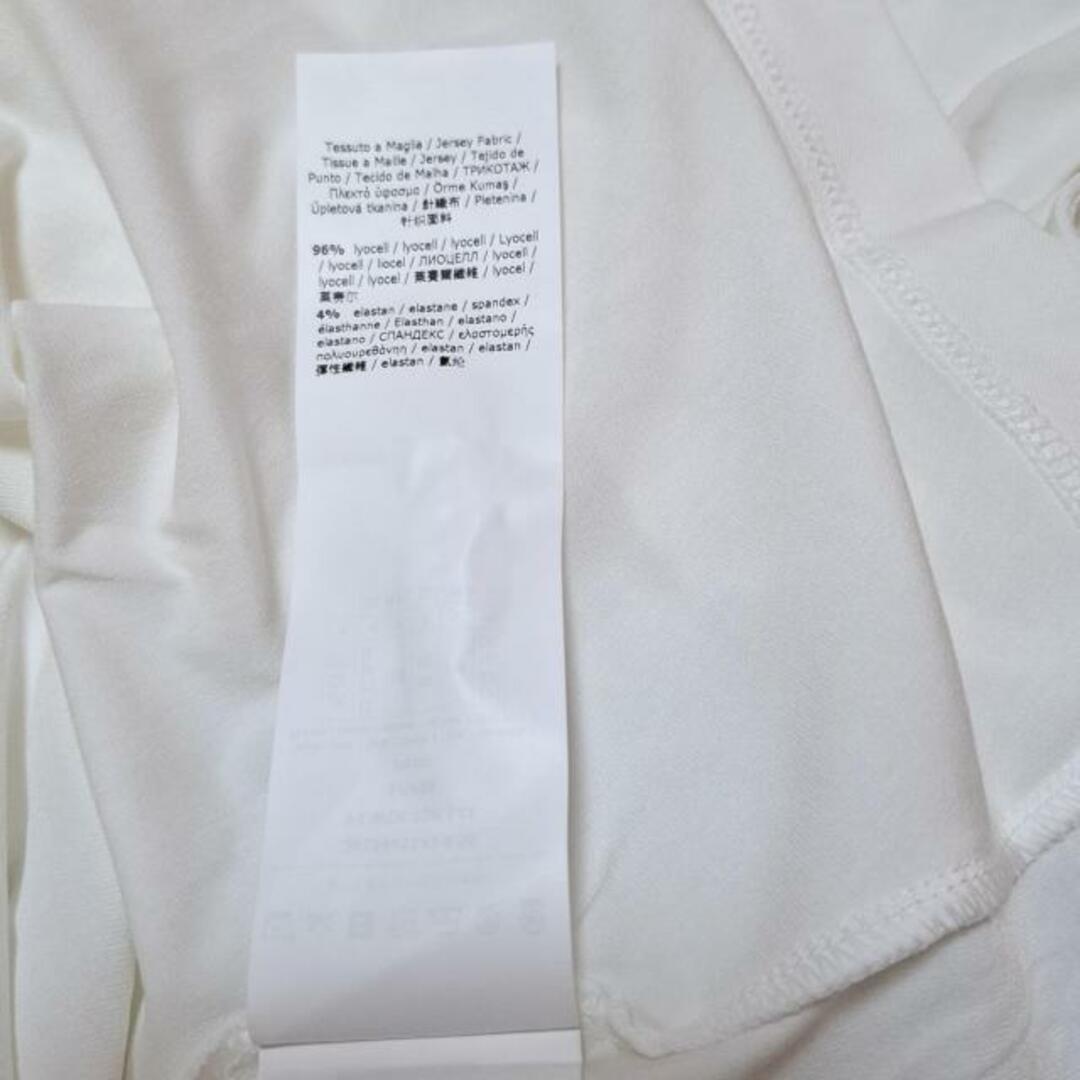 Tessuto a Maglia / Jersey Fabric /
Tissue a Maille / Jersey / Tejido de
Punto / Tecido de Malha / ТРИКОТАЖ /
Πλεκτό ύφασμα / Örme Kumaş /
Úpletová tkanina / 針織布 / Pletenina /
针织面料
96% lyocell / lyocell / lyocell / Lyocell
/ lyocell / liocel / ЛИОЦЕЛЛ / lyocell /
lyocell / lyocel / 萊賽爾纖維 / lyocel /
莱赛尔
4% elastan / elastane / spandex /
élasthanne / Elasthan / elastano /
elastano / СПАНДЕКС / ελαστομερής
πολυουρεθάνη / elastan / elastan /
彈性纖維 / elastan / 氨纶